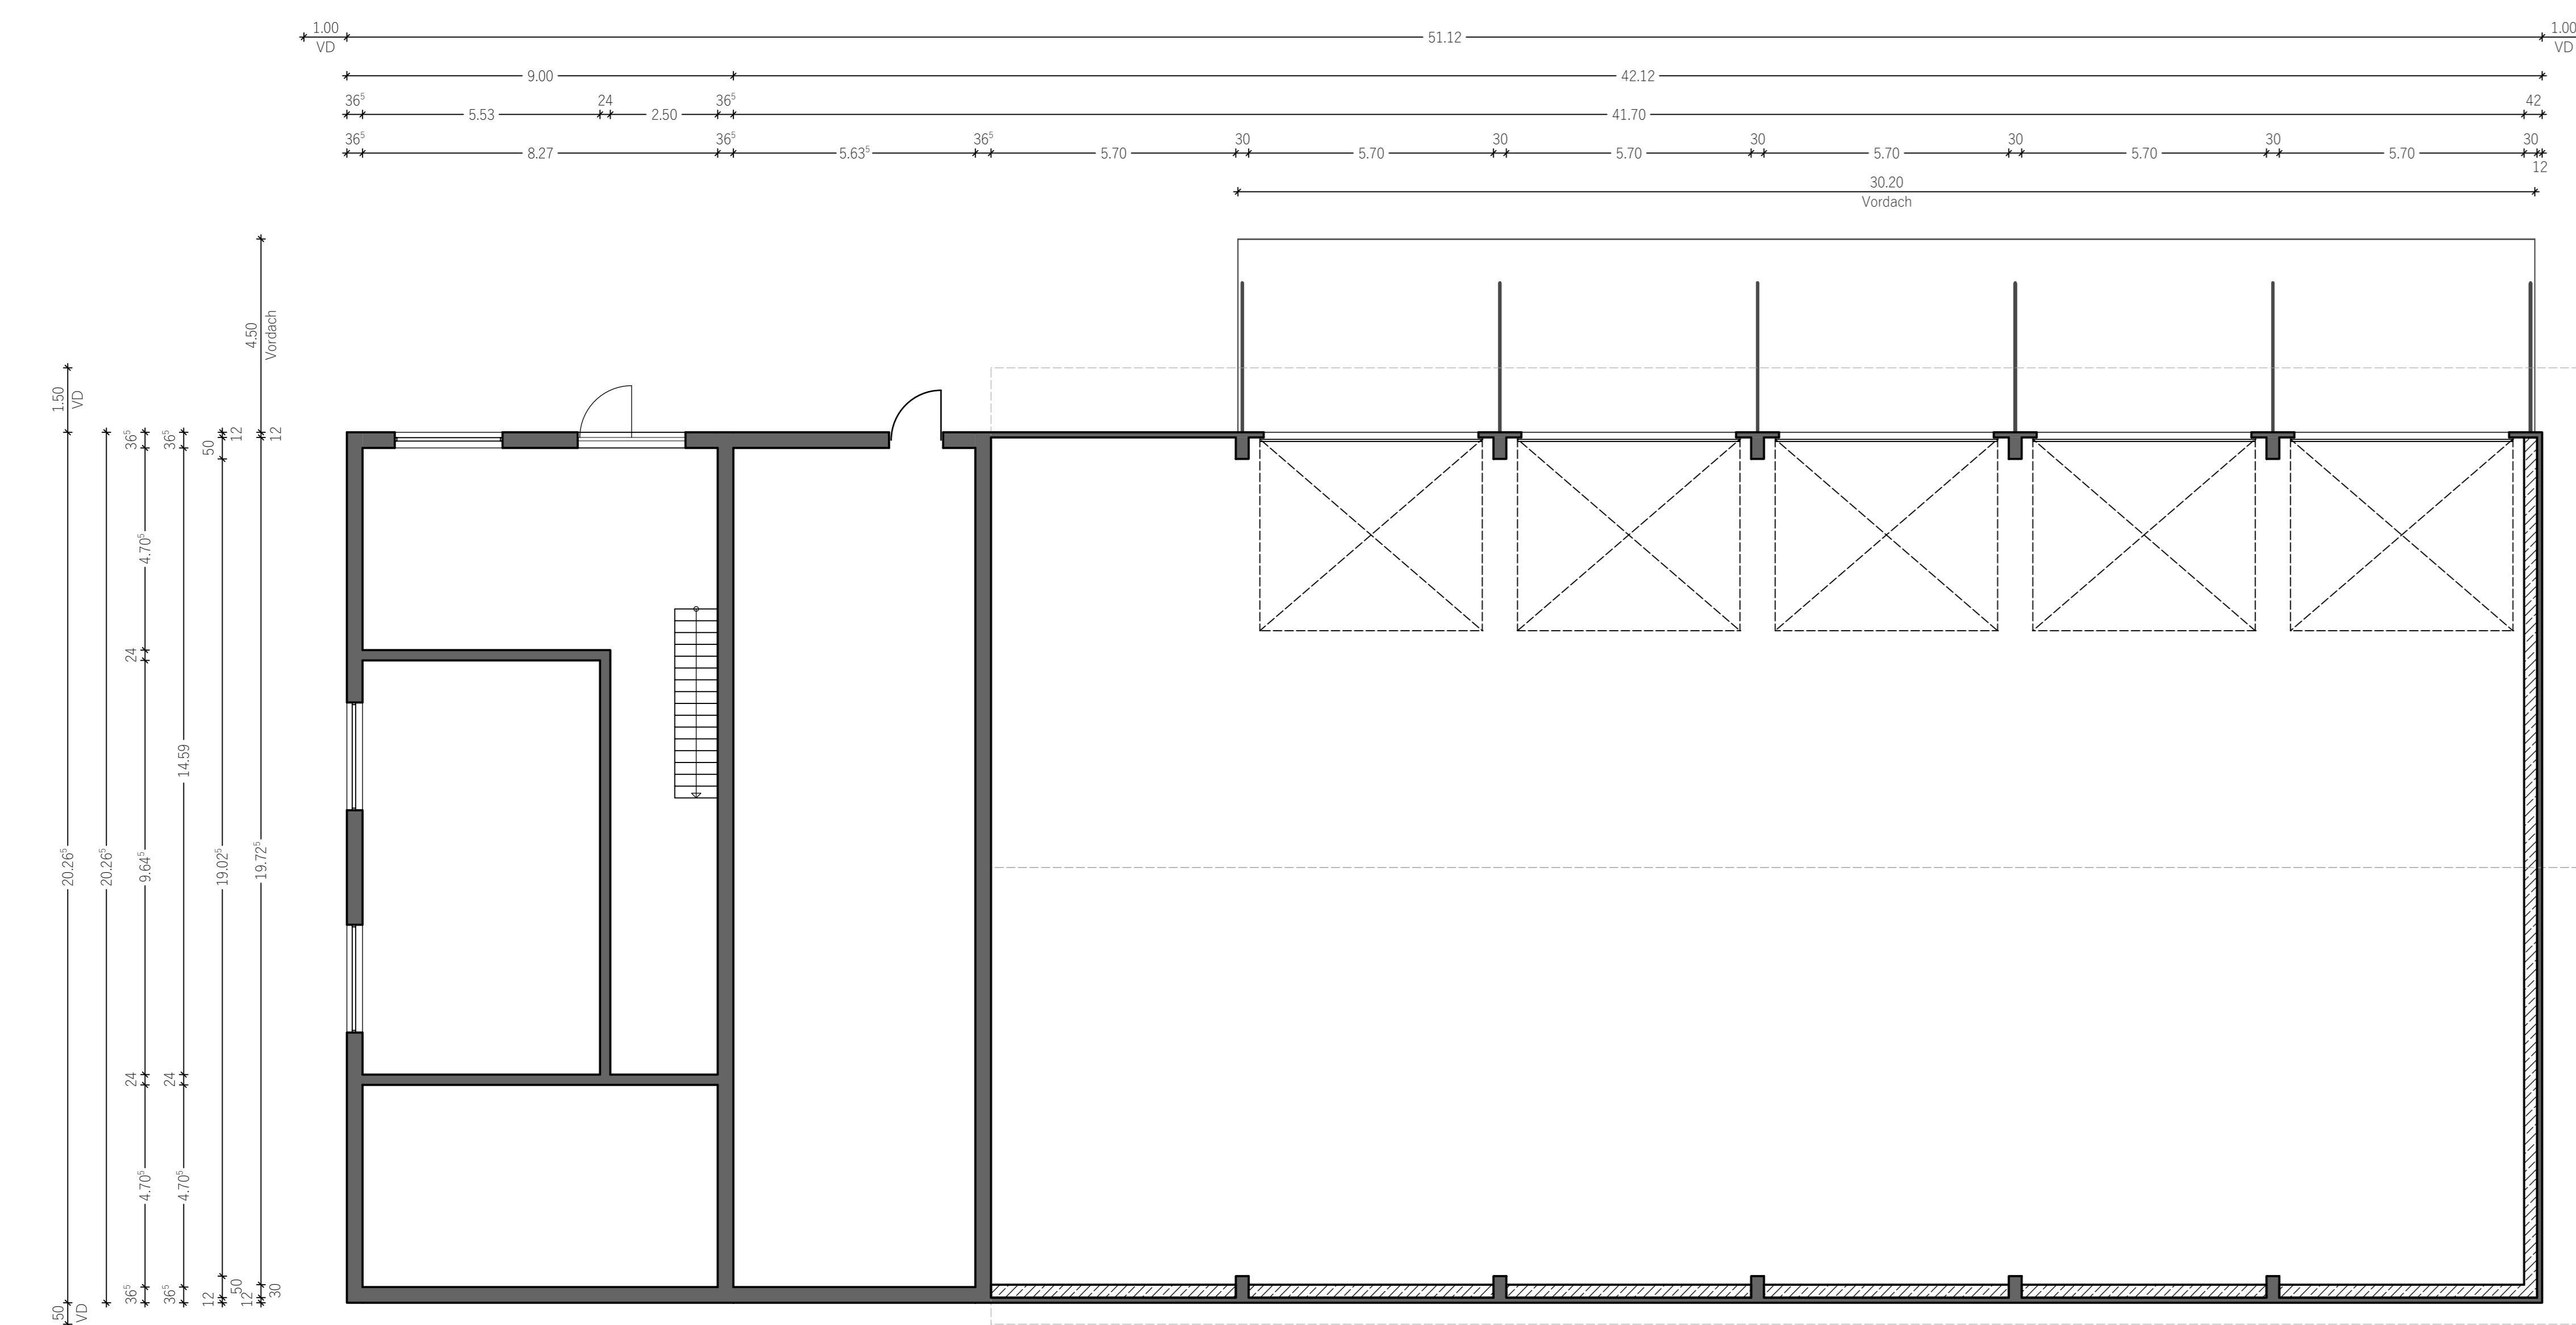 1.00 51.12 1.00
VD VD
9.00 42.12
36⁵ 24 36⁵ 42
5.53 2.50 41.70
36⁵ 36⁵ 36⁵ 30 30 30 30 30 30
8.27 5.63⁵ 5.70 5.70 5.70 5.70 5.70 5.70
12
30.20
Vordach
4.50
Vordach
1.50
VD
20.26⁵
50
VD
20.26⁵
36⁵
4.70⁵
24
9.64⁵
24
4.70⁵
36⁵
36⁵
14.59
24
4.70⁵
36⁵
12
50
19.02⁵
50
12
12
19.72⁵
30
12